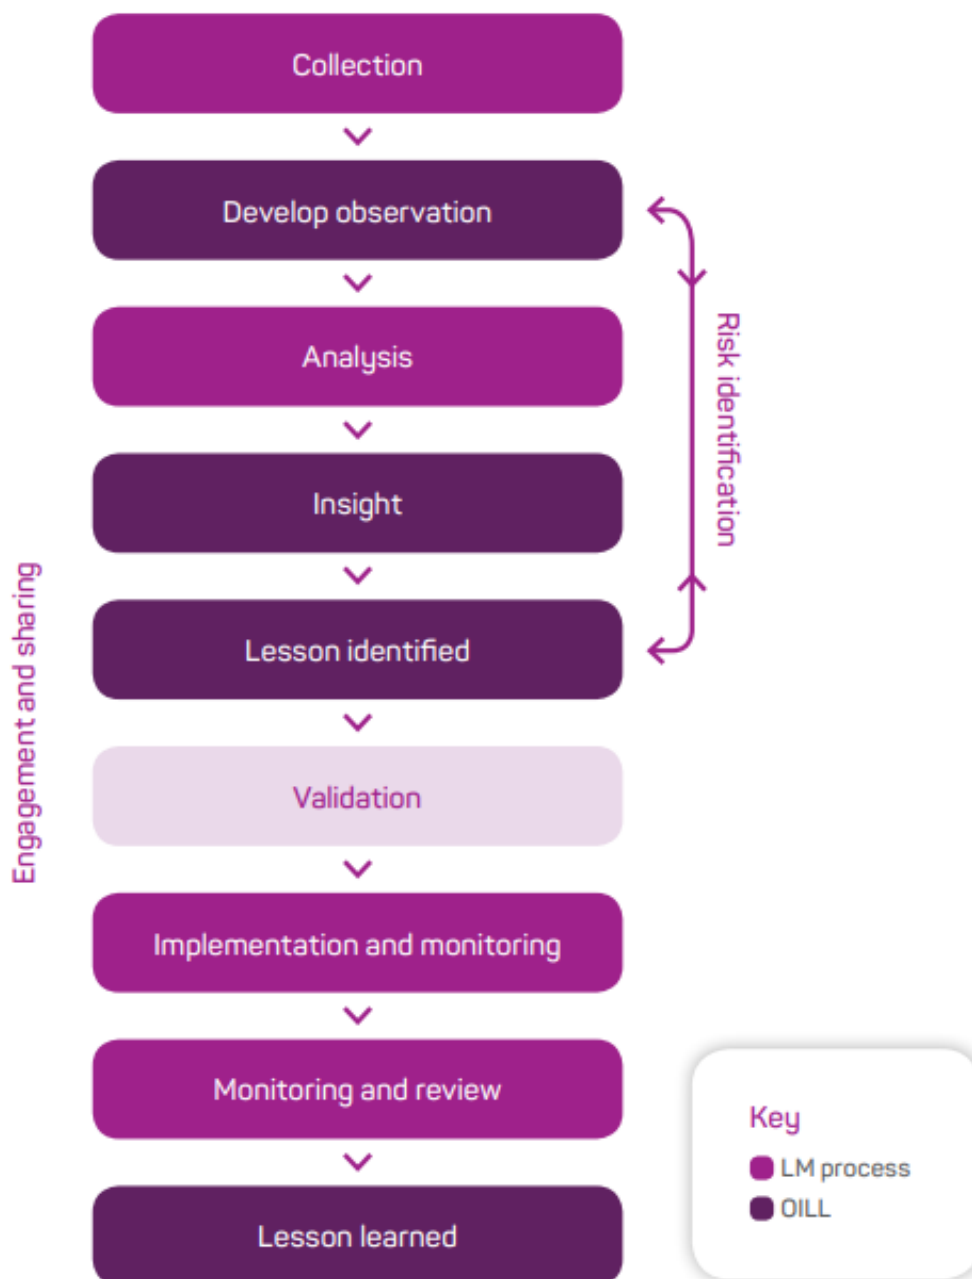 Collection
Develop observation
Analysis
Insight
Lesson identified
Validation
Implementation and monitoring
Monitoring and review
Lesson learned
Engagement and sharing
Risk identification
Key
LM process
OILL